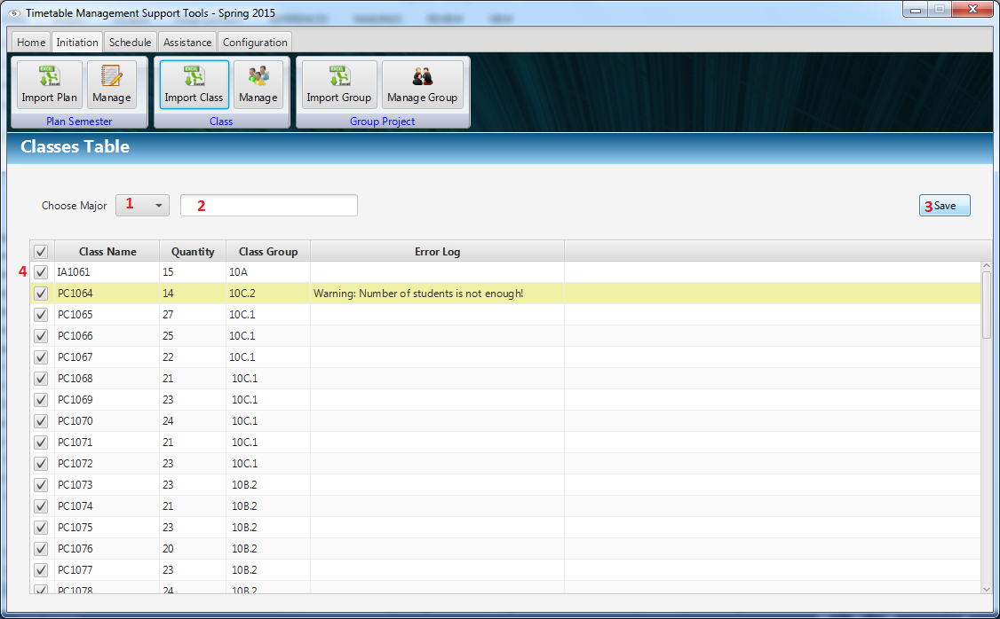 Timetable Management Support Tools - Spring 2015
Home Initiation Schedule Assistance Configuration
EXCEL EXCEL EXCEL
Import Plan Manage Import Class Manage Import Group Manage Group
Plan Semester Class Group Project
Classes Table
Choose Major 1 2 3 Save
Class Name Quantity Class Group Error Log
4 IA1061 15 10A
PC1064 14 10C.2 Warning: Number of students is not enough!
PC1065 27 10C.1
PC1066 25 10C.1
PC1067 22 10C.1
PC1068 21 10C.1
PC1069 23 10C.1
PC1070 24 10C.1
PC1071 21 10C.1
PC1072 23 10C.1
PC1073 23 10B.2
PC1074 21 10B.2
PC1075 23 10B.2
PC1076 20 10B.2
PC1077 23 10B.2
PC1078 24 10B.2